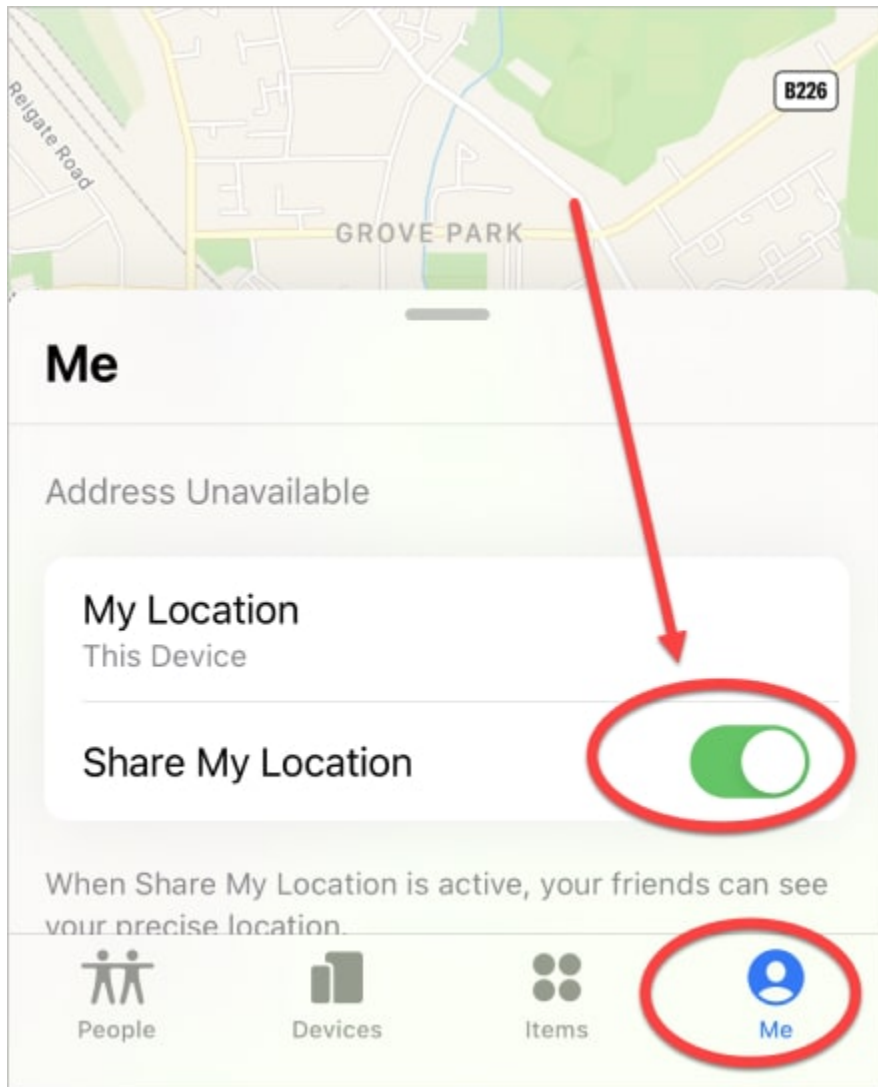 B226
Reigate Road
GROVE PARK
Me
Address Unavailable
My Location
This Device
Share My Location
When Share My Location is active, your friends can see
your precise location.
People
Devices
Items
Me